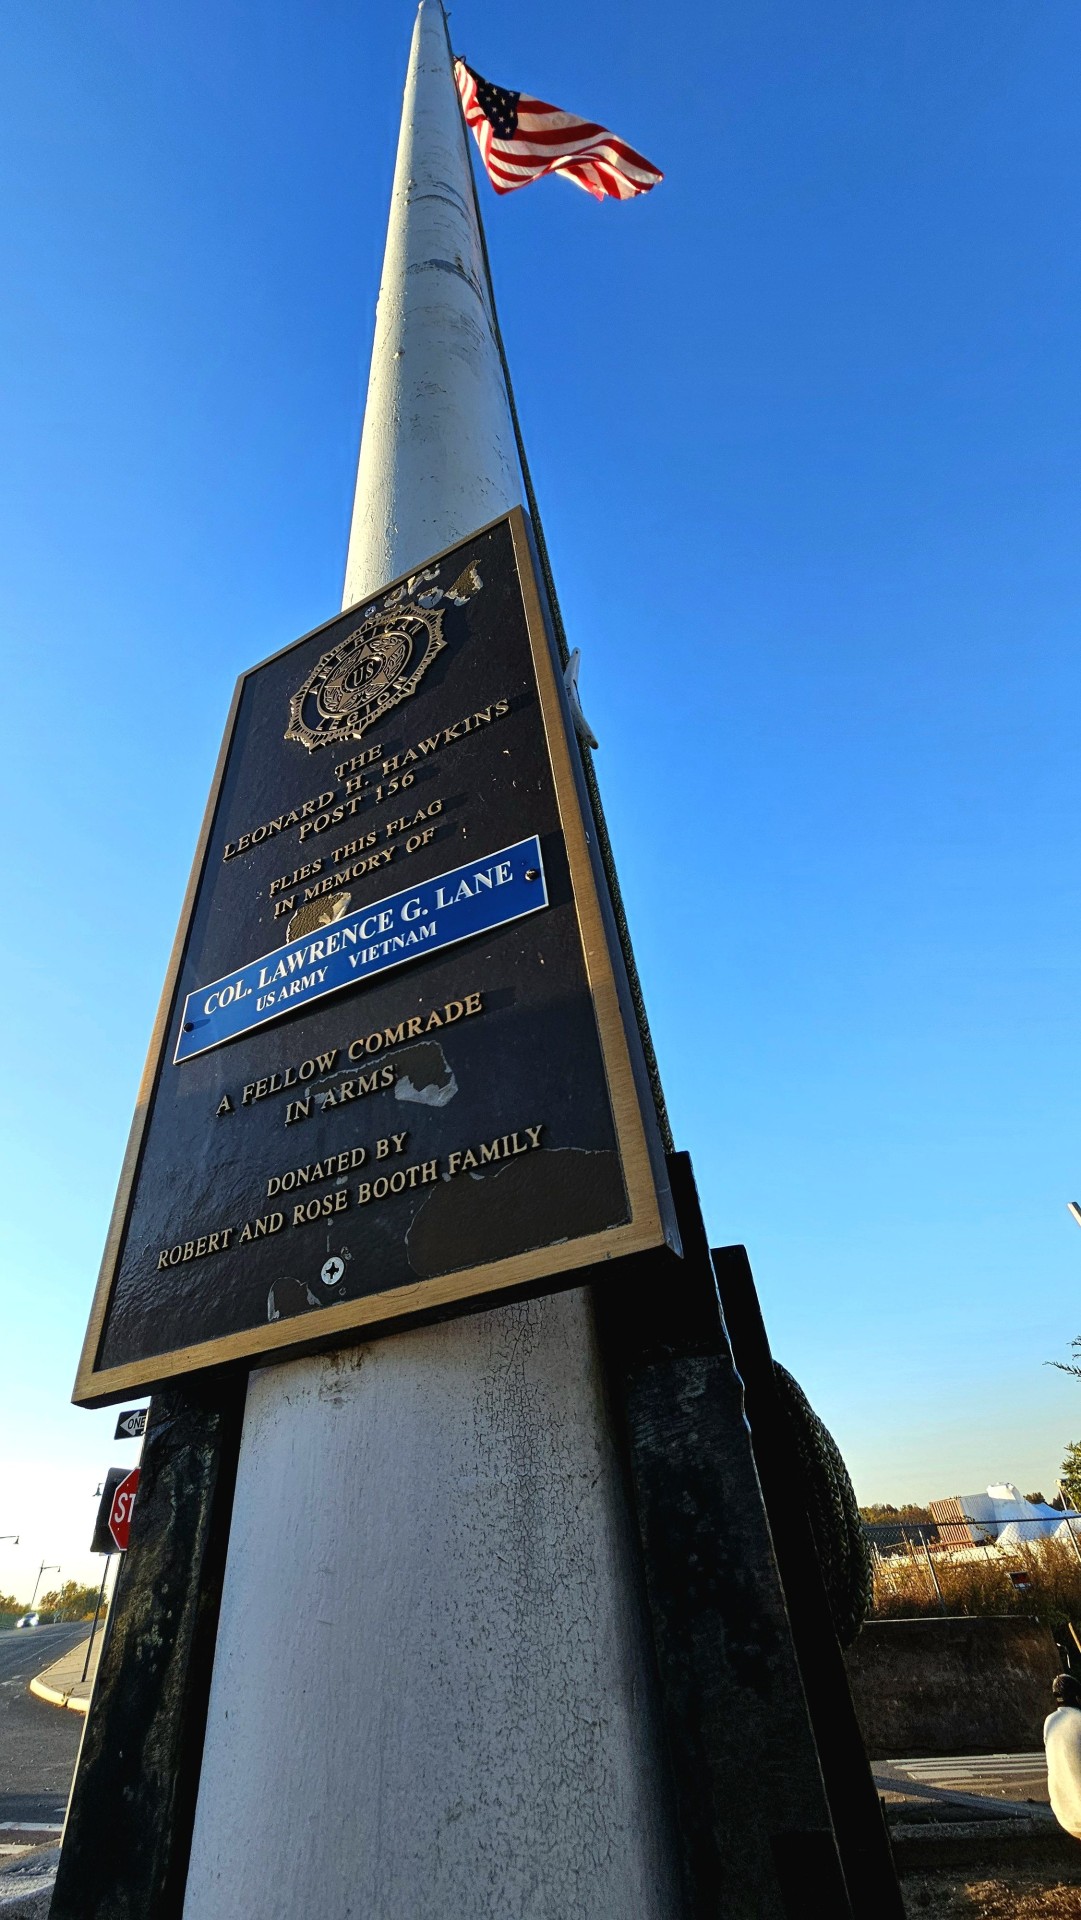 AMERICAN
U.S
LEGION
THE
LEONARD H. HAWKINS
POST 156
FLIES THIS FLAG
IN MEMORY OF
COL. LAWRENCE G. LANE
US ARMY VIETNAM
A FELLOW COMRADE
IN ARMS
DONATED BY
ROBERT AND ROSE BOOTH FAMILY
ONE
ST